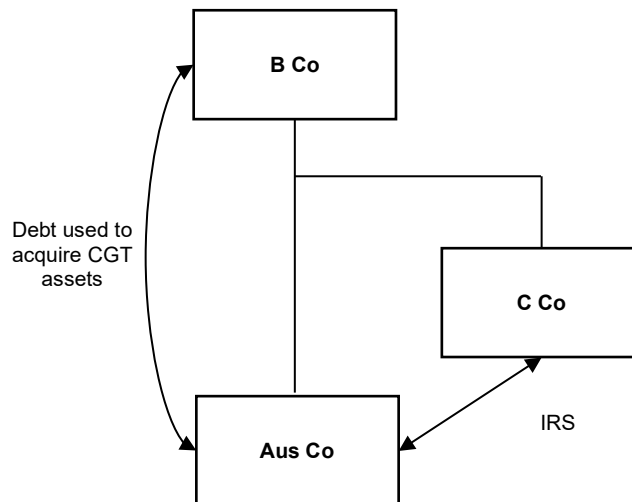 B Co
Debt used to
acquire CGT
assets
C Co
IRS
Aus Co